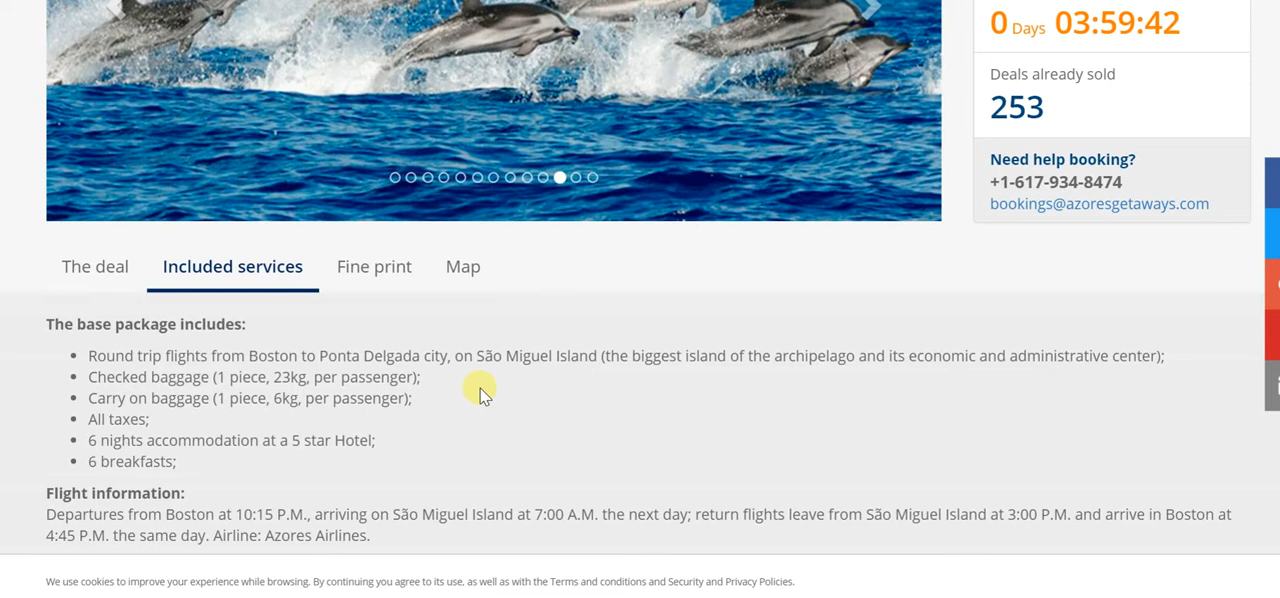 0 Days 03:59:42
Deals already sold
253
Need help booking?
+1-617-934-8474
bookings@azoresgetaways.com
The deal Included services Fine print Map
The base package includes:
• Round trip flights from Boston to Ponta Delgada city, on São Miguel Island (the biggest island of the archipelago and its economic and administrative center);
• Checked baggage (1 piece, 23kg, per passenger);
• Carry on baggage (1 piece, 6kg, per passenger);
• All taxes;
• 6 nights accommodation at a 5 star Hotel;
• 6 breakfasts;
Flight information:
Departures from Boston at 10:15 P.M., arriving on São Miguel Island at 7:00 A.M. the next day; return flights leave from São Miguel Island at 3:00 P.M. and arrive in Boston at
4:45 P.M. the same day. Airline: Azores Airlines.
We use cookies to improve your experience while browsing. By continuing you agree to its use, as well as with the Terms and conditions and Security and Privacy Policies.